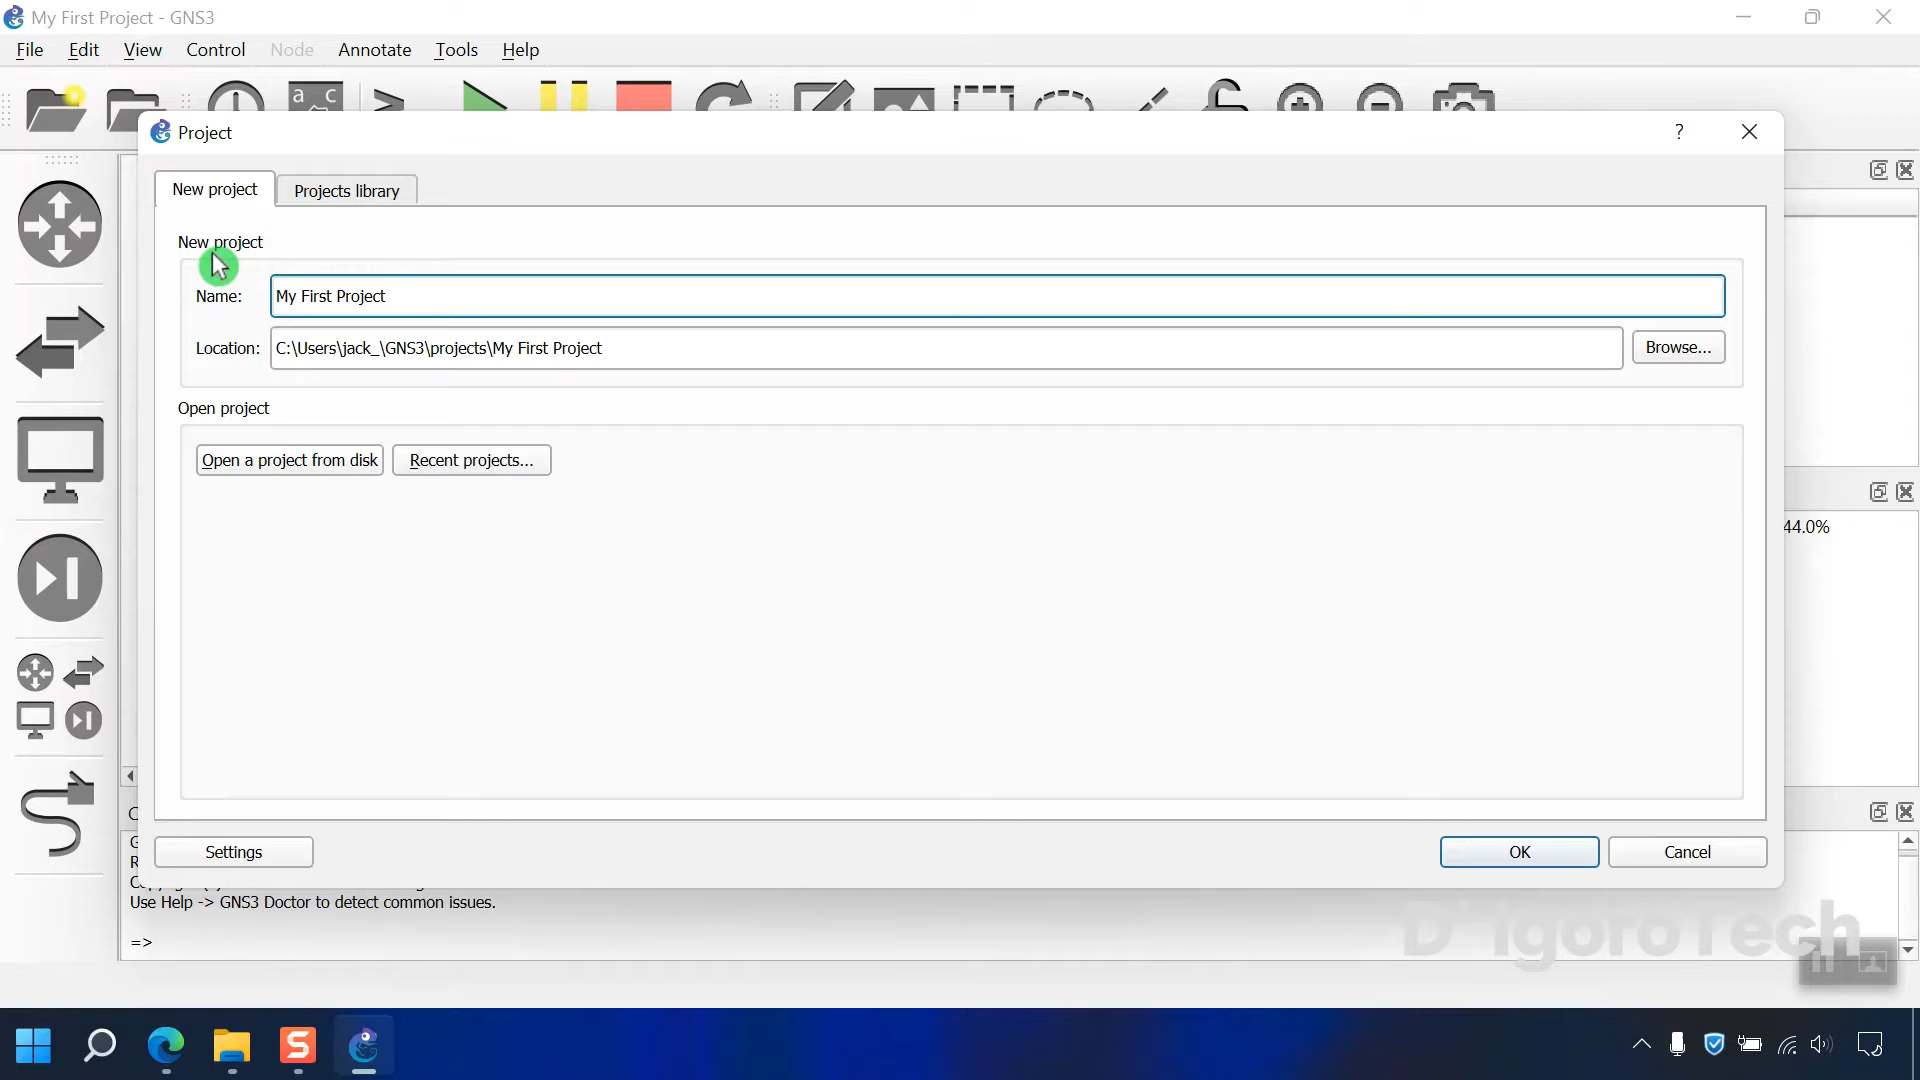 My First Project - GNS3
File Edit View Control Node Annotate Tools Help
a c
Project
?
New project
Projects library
New project
Name:
My First Project
Location:
C:\Users\jack_\GNS3\projects\My First Project
Browse...
Open project
Open a project from disk
Recent projects...
44.0%
Settings
OK
Cancel
Use Help -> GNS3 Doctor to detect common issues.
=>
D'igoroTech